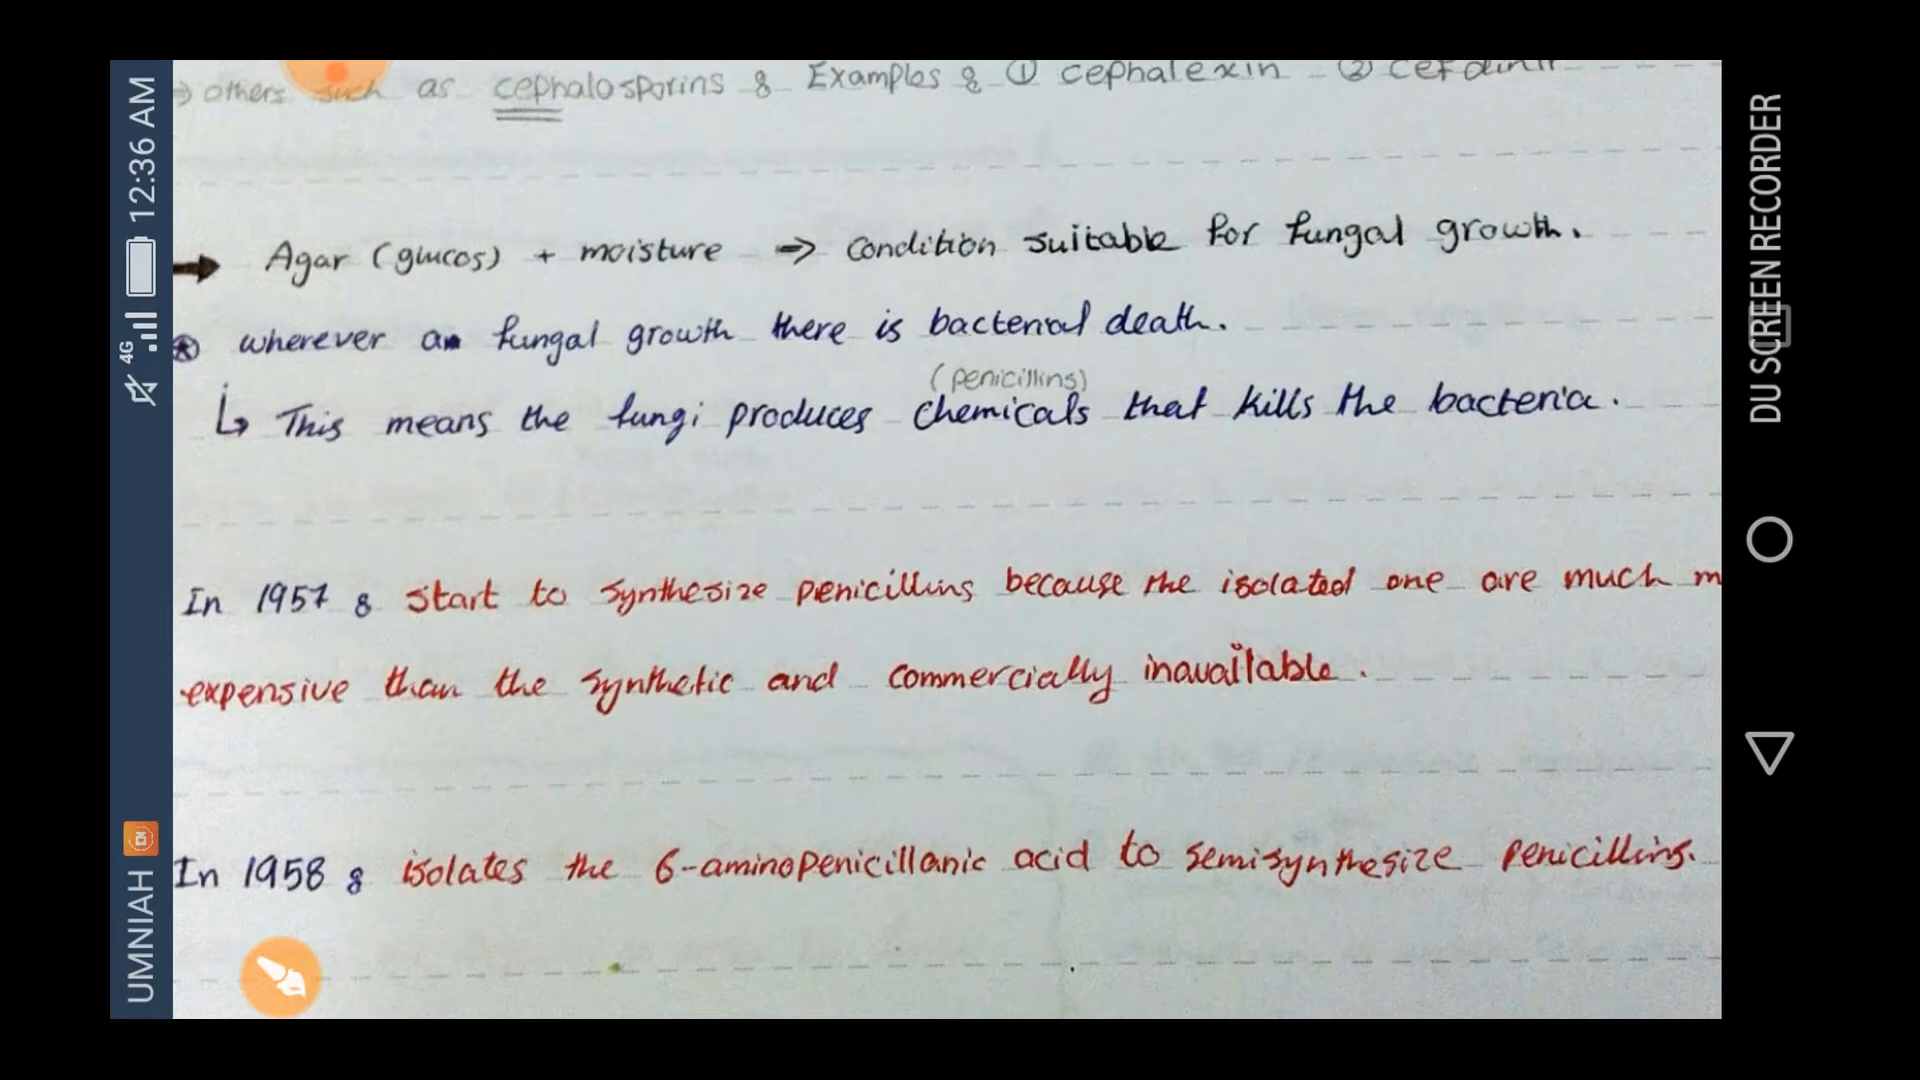 → others such as cephalosporins : Examples : ① cephalexin ② cefdinir
→ Agar (glucos) + moisture → condition suitable for fungal growth.
wherever a fungal growth there is bacterial death.
(penicillins)
↳ This means the fungi produces chemicals that kills the bacteria.
In 1957 : start to synthesize penicillins because the isolated one are much m
expensive than the synthetic and commercially inavailable.
In 1958 : isolates the 6-aminopenicillanic acid to semisynthesize penicillins.
UMNIAH
4G
12:36 AM
DU SCREEN RECORDER